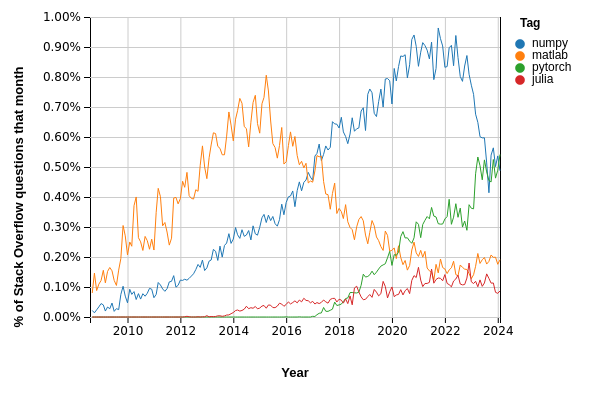 1.00%
0.90%
0.80%
0.70%
0.60%
0.50%
0.40%
0.30%
0.20%
0.10%
0.00%
% of Stack Overflow questions that month
2010 2012 2014 2016 2018 2020 2022 2024
Year
Tag
numpy
matlab
pytorch
julia